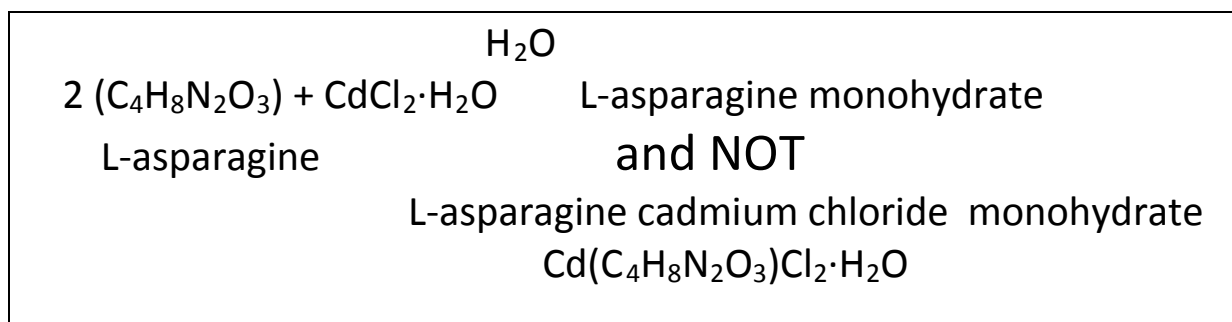 H₂O
2 (C₄H₈N₂O₃) + CdCl₂·H₂O L-asparagine monohydrate
L-asparagine and NOT
L-asparagine cadmium chloride monohydrate
Cd(C₄H₈N₂O₃)Cl₂·H₂O